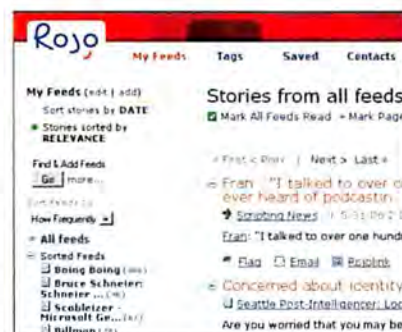 Rojo
My Feeds Tags Saved Contacts
My Feeds (edit | add)
Sort stories by DATE
Stories sorted by
RELEVANCE
Find & Add Feeds
Go more...
How Frequently
All feeds
Sorted Feeds
Boing Boing
Bruce Schneier:
Schneier ...
Scobleizer -
Microsoft Ge...
Stories from all feeds
Mark All Feeds Read Mark Page
Next > Last
Fran: "I talked to over
ever heard of podcastin
Scripting News
Fran: "I talked to over one hund
Flag Email Rojolink
Concerned about identity
Seattle Post-Intelligencer: Loc
Are you worried that you may be